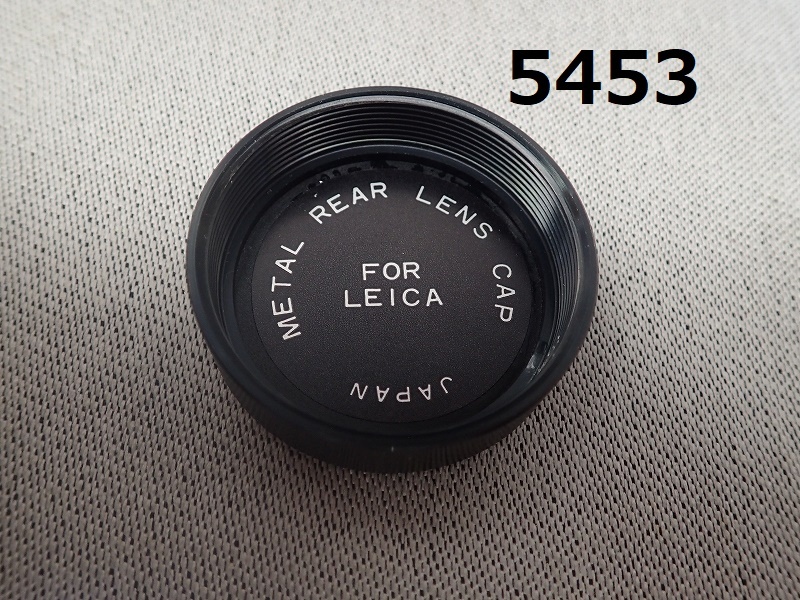 5453
METAL REAR LENS CAP
FOR
LEICA
JAPAN